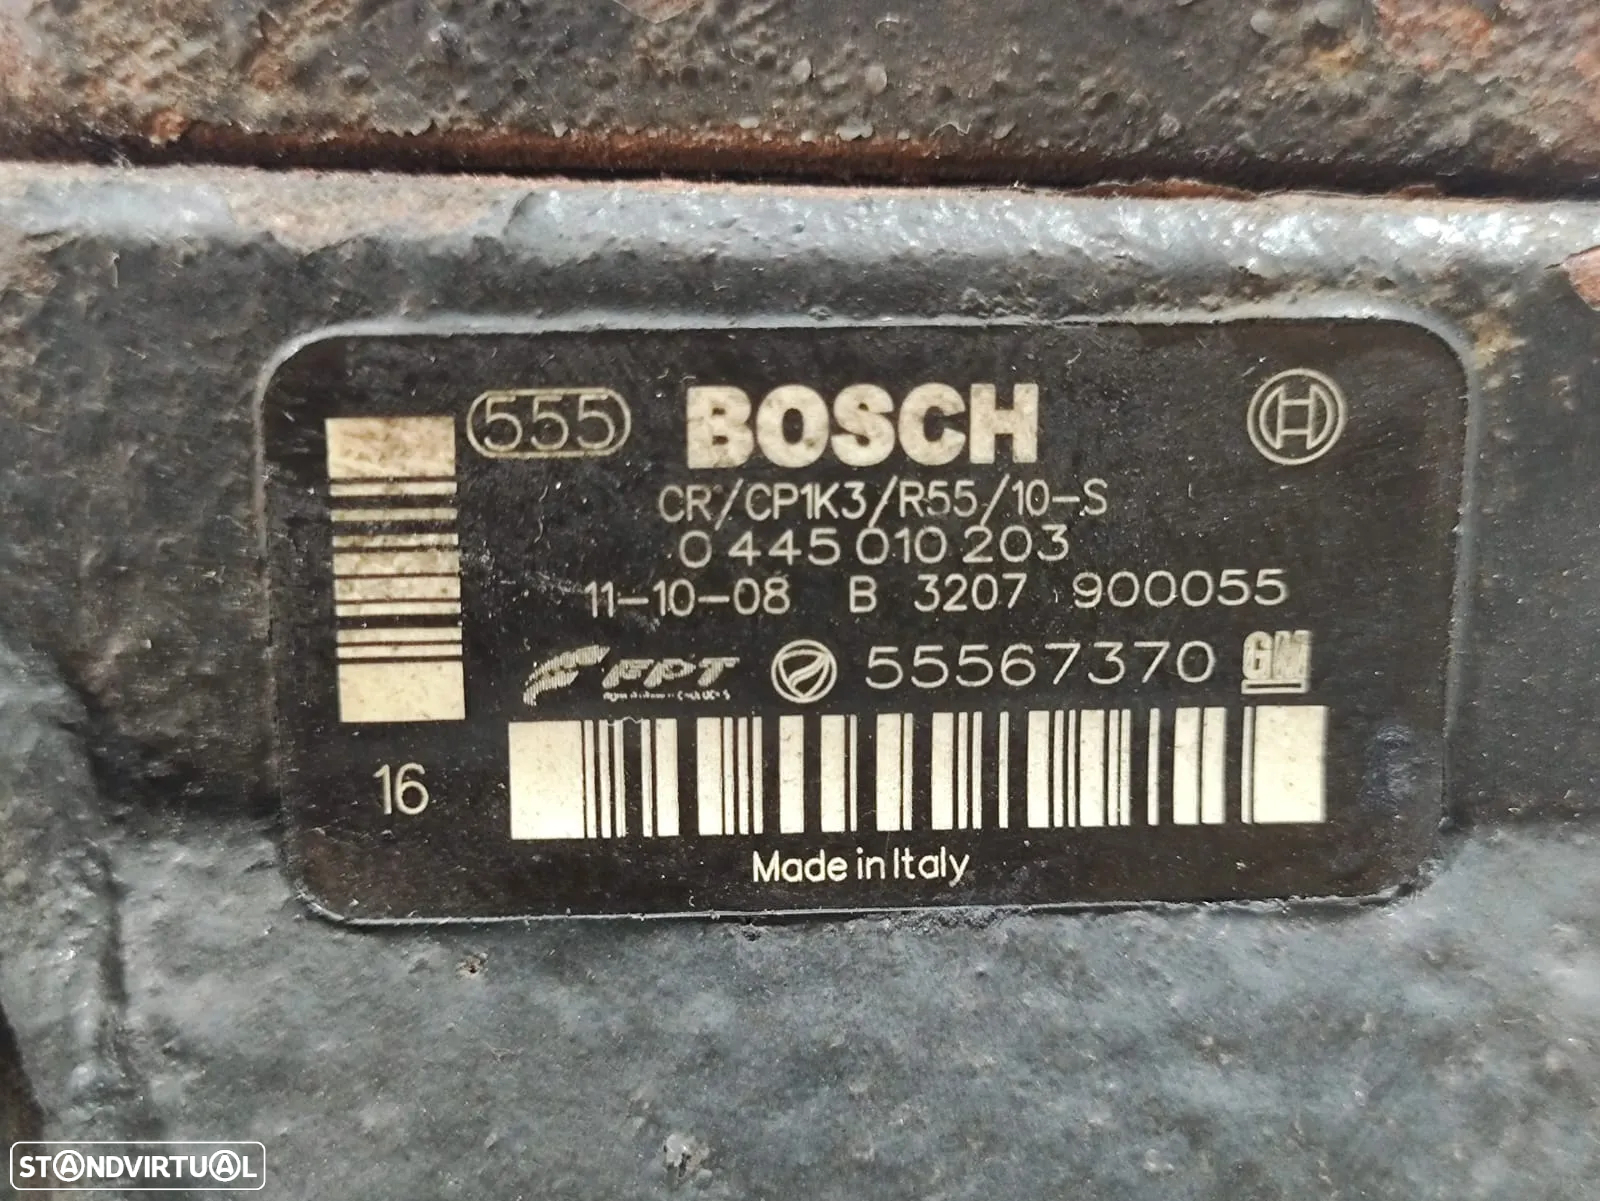 555 BOSCH
CR/CP1K3/R55/10-S
0 445 010 203
11-10-08 B 3207 900055
FPT 55567370 GM
16
Made in Italy
STANDVIRTUAL